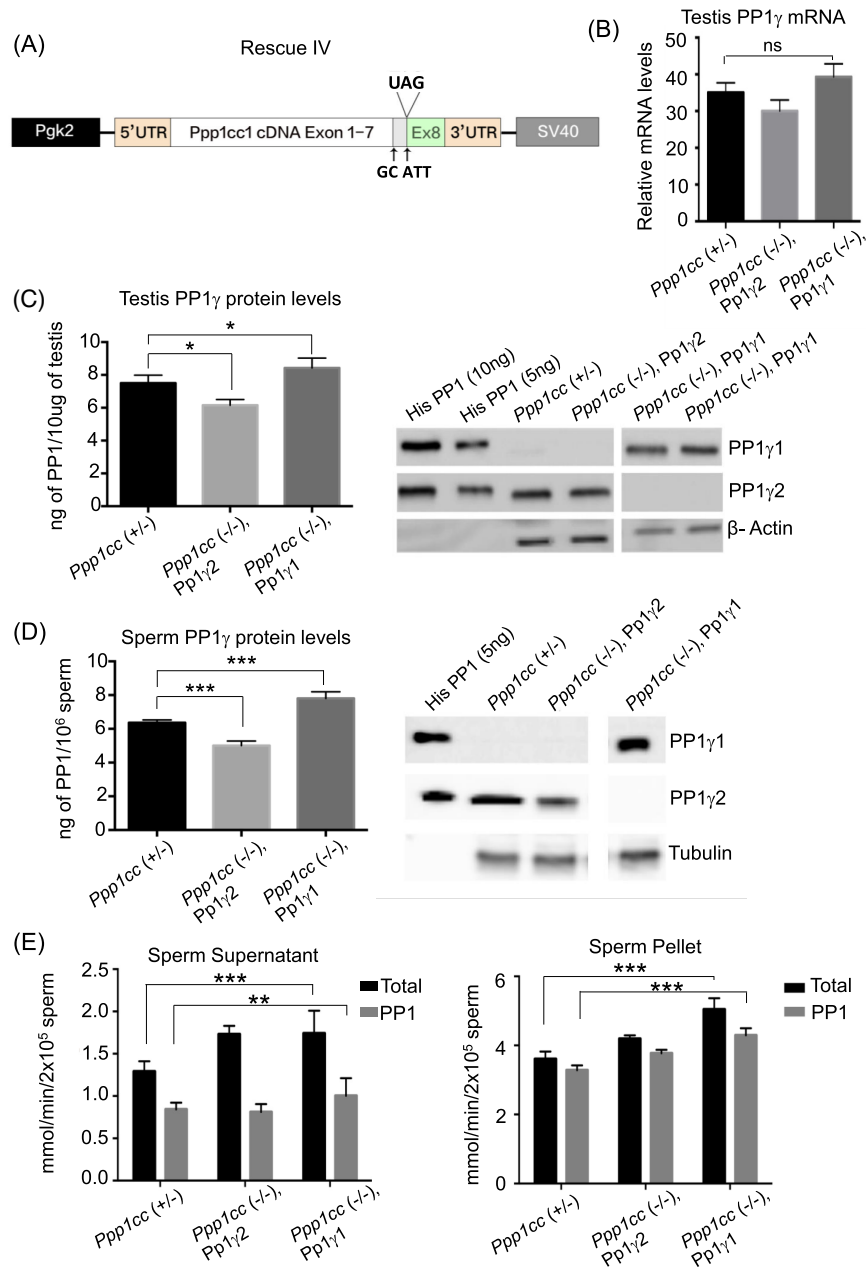 (A)
Rescue IV
UAG
Pgk2
5'UTR
Ppp1cc1 cDNA Exon 1–7
Ex8
3'UTR
SV40
GC ATT
(B)
Testis PP1γ mRNA
ns
Relative mRNA levels
50
40
30
20
10
0
Ppp1cc (+/-)
Ppp1cc (-/-),
Pp1γ2
Ppp1cc (-/-),
Pp1γ1
(C)
Testis PP1γ protein levels
*
*
ng of PP1/10ug of testis
10
8
6
4
2
0
Ppp1cc (+/-)
Ppp1cc (-/-),
Pp1γ2
Ppp1cc (-/-),
Pp1γ1
His PP1 (10ng)
His PP1 (5ng)
Ppp1cc (+/-)
Ppp1cc (-/-), Pp1γ2
Ppp1cc (-/-), Pp1γ1
Ppp1cc (-/-), Pp1γ1
PP1γ1
PP1γ2
β- Actin
(D)
Sperm PP1γ protein levels
***
***
ng of PP1/10⁶ sperm
10
8
6
4
2
0
Ppp1cc (+/-)
Ppp1cc (-/-),
Pp1γ2
Ppp1cc (-/-),
Pp1γ1
His PP1 (5ng)
Ppp1cc (+/-)
Ppp1cc (-/-), Pp1γ2
Ppp1cc (-/-), Pp1γ1
PP1γ1
PP1γ2
Tubulin
(E)
Sperm Supernatant
***
**
Total
PP1
mmol/min/2x10⁵ sperm
2.5
2.0
1.5
1.0
0.5
0.0
Ppp1cc (+/-)
Ppp1cc (-/-),
Pp1γ2
Ppp1cc (-/-),
Pp1γ1
Sperm Pellet
***
***
Total
PP1
mmol/min/2x10⁵ sperm
6
4
2
0
Ppp1cc (+/-)
Ppp1cc (-/-),
Pp1γ2
Ppp1cc (-/-),
Pp1γ1